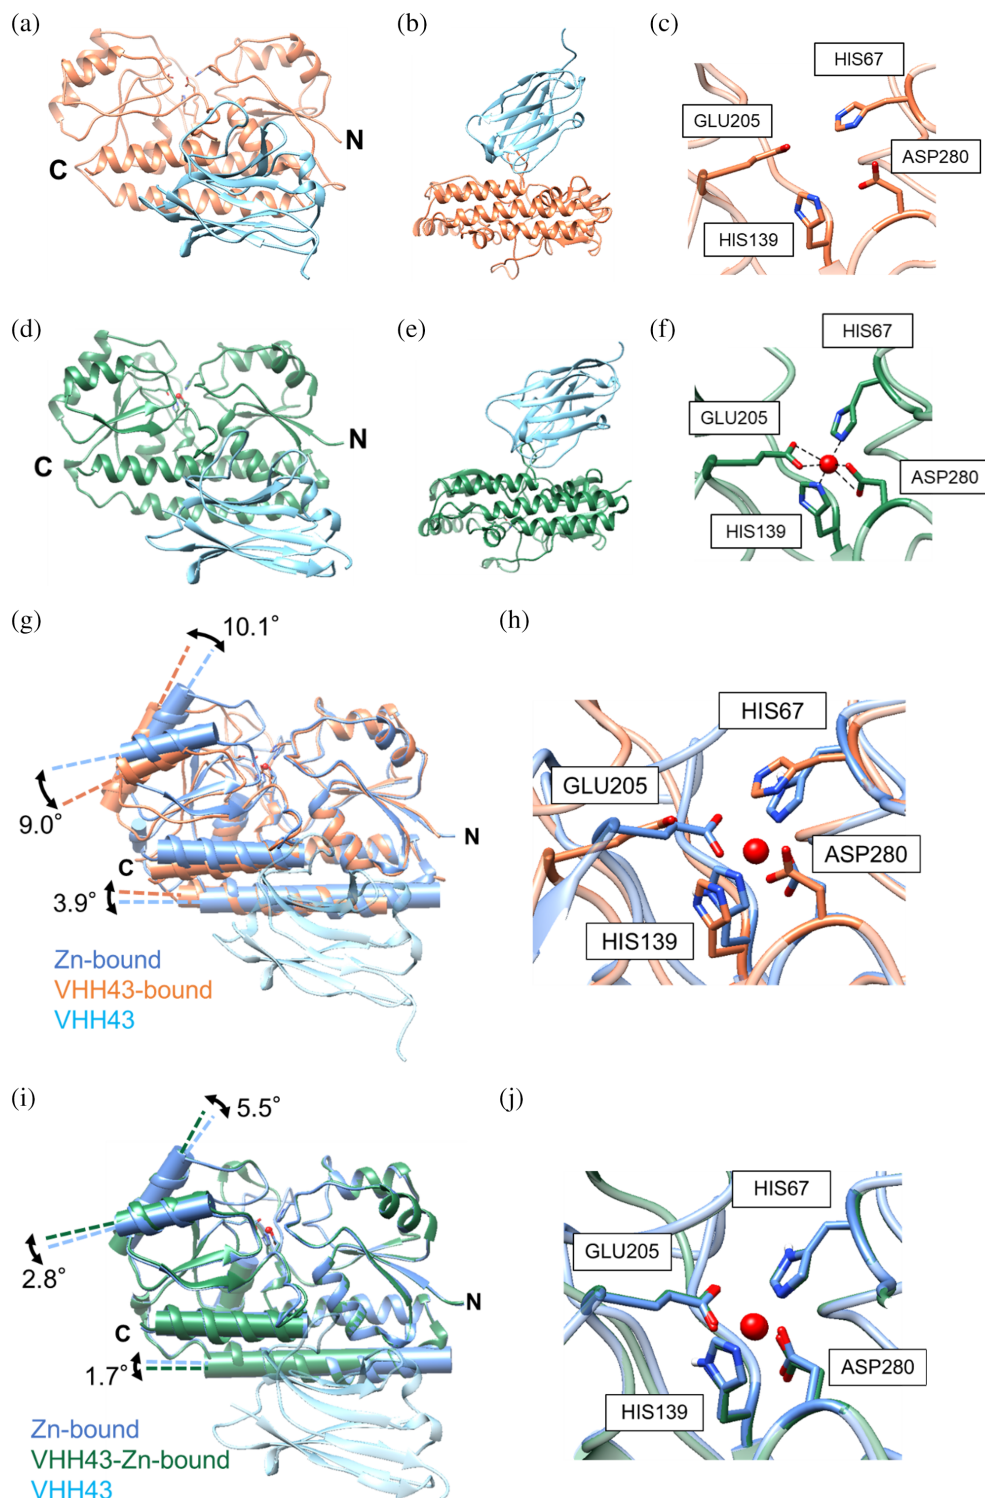 (a)
(b)
(c)
HIS67
GLU205
ASP280
HIS139
N
C
(d)
(e)
(f)
HIS67
GLU205
ASP280
HIS139
N
C
(g)
(h)
10.1°
9.0°
3.9°
C
N
Zn-bound
VHH43-bound
VHH43
HIS67
GLU205
ASP280
HIS139
(i)
(j)
5.5°
2.8°
1.7°
C
N
Zn-bound
VHH43-Zn-bound
VHH43
HIS67
GLU205
ASP280
HIS139